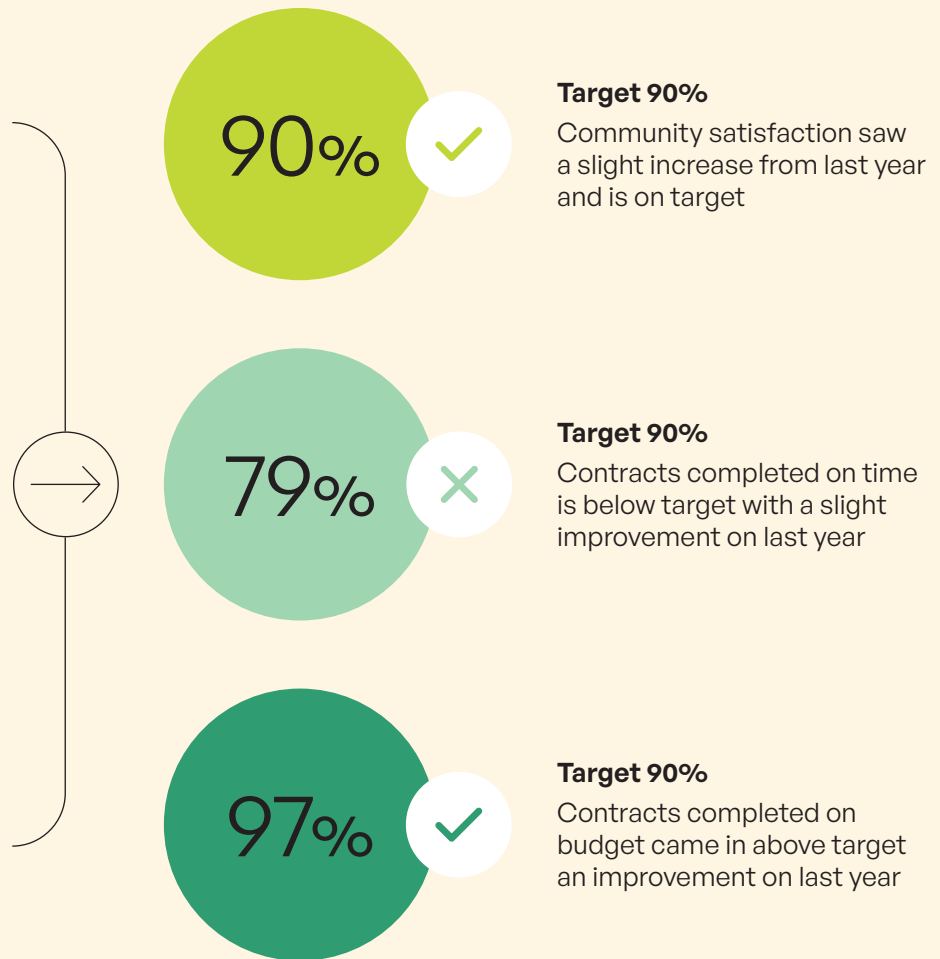 90%
Target 90%
Community satisfaction saw
a slight increase from last year
and is on target
79%
Target 90%
Contracts completed on time
is below target with a slight
improvement on last year
97%
Target 90%
Contracts completed on
budget came in above target
an improvement on last year